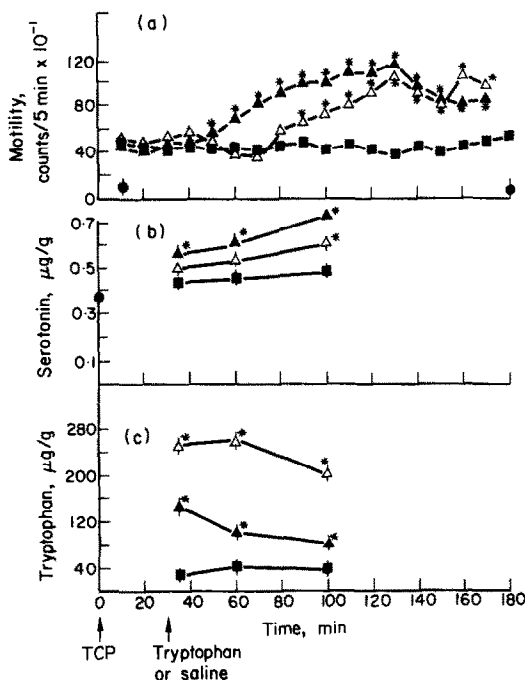 (a)
Motility,
counts/5 min x 10⁻¹
120
80
40
0
(b)
Serotonin, µg/g
0·7
0·5
0·3
0·1
(c)
Tryptophan, µg/g
280
200
120
40
0 20 40 60 80 100 120 140 160 180
Time, min
TCP
Tryptophan
or saline